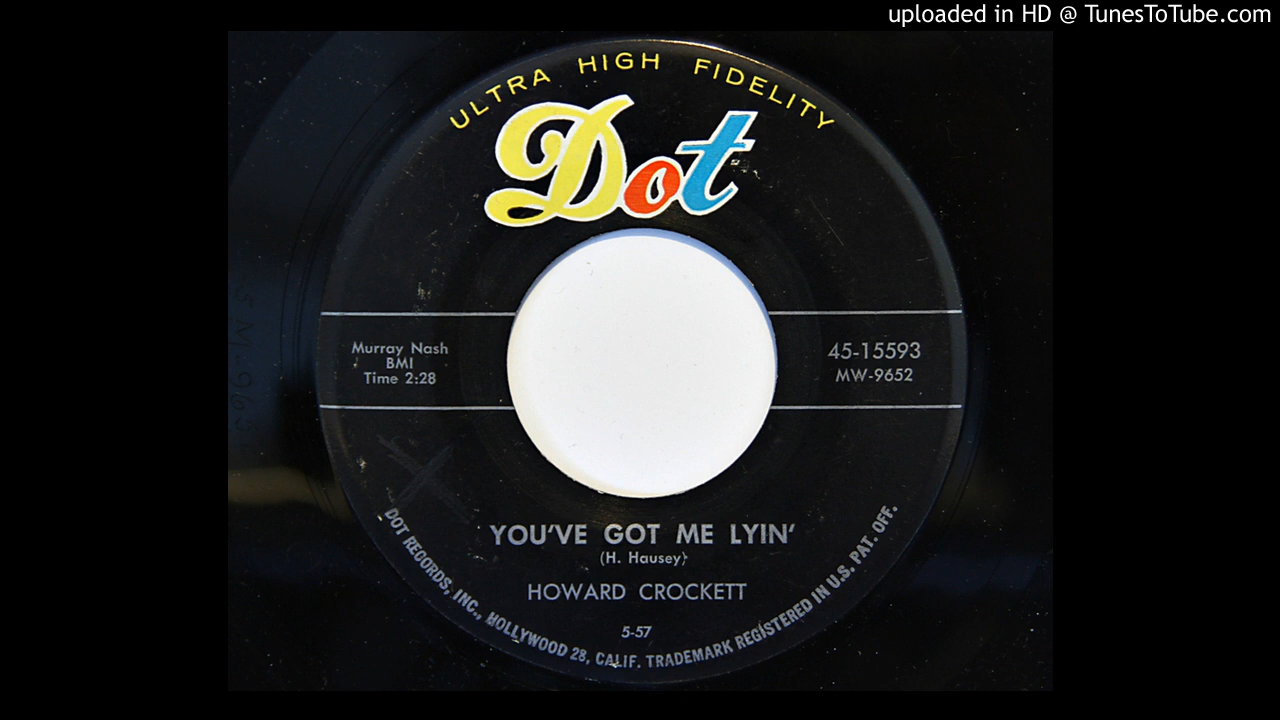 uploaded in HD @ TunesToTube.com
ULTRA HIGH FIDELITY
Dot
Murray Nash
BMI
Time 2:28
45-15593
MW-9652
YOU'VE GOT ME LYIN'
(H. Hausey)
HOWARD CROCKETT
5-57
DOT RECORDS, INC., HOLLYWOOD 28, CALIF. TRADEMARK REGISTERED IN U.S. PAT. OFF.